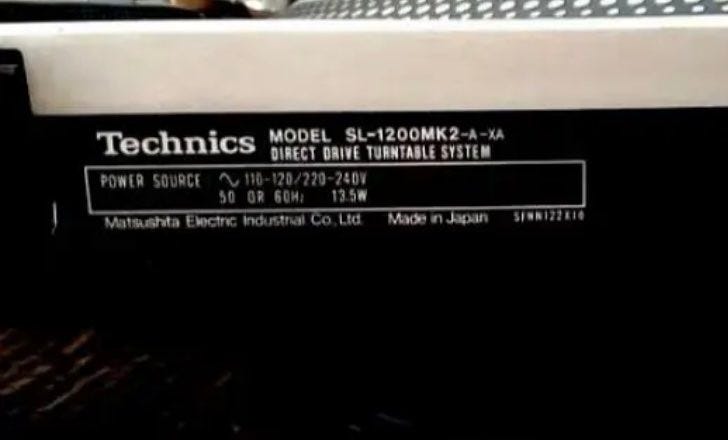 Technics MODEL SL-1200MK2-A-XA
DIRECT DRIVE TURNTABLE SYSTEM
POWER SOURCE ∿ 110-120/220-240V
50 OR 60Hz 13.5W
Matsushita Electric Industrial Co., Ltd. Made in Japan